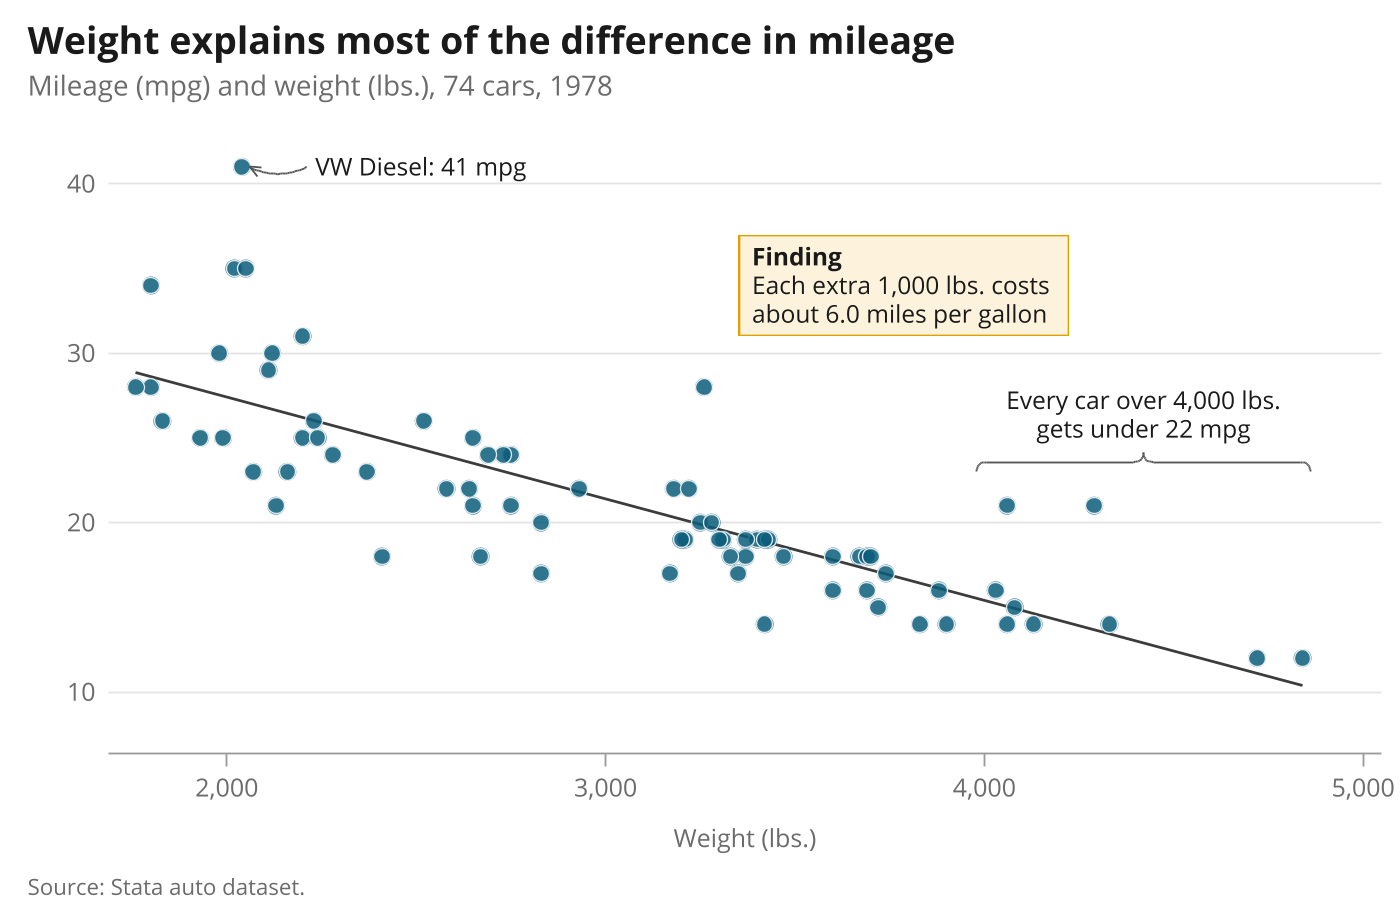 Weight explains most of the difference in mileage
Mileage (mpg) and weight (lbs.), 74 cars, 1978
VW Diesel: 41 mpg
40
Finding
Each extra 1,000 lbs. costs
about 6.0 miles per gallon
30
Every car over 4,000 lbs.
gets under 22 mpg
20
10
2,000
3,000
4,000
5,000
Weight (lbs.)
Source: Stata auto dataset.